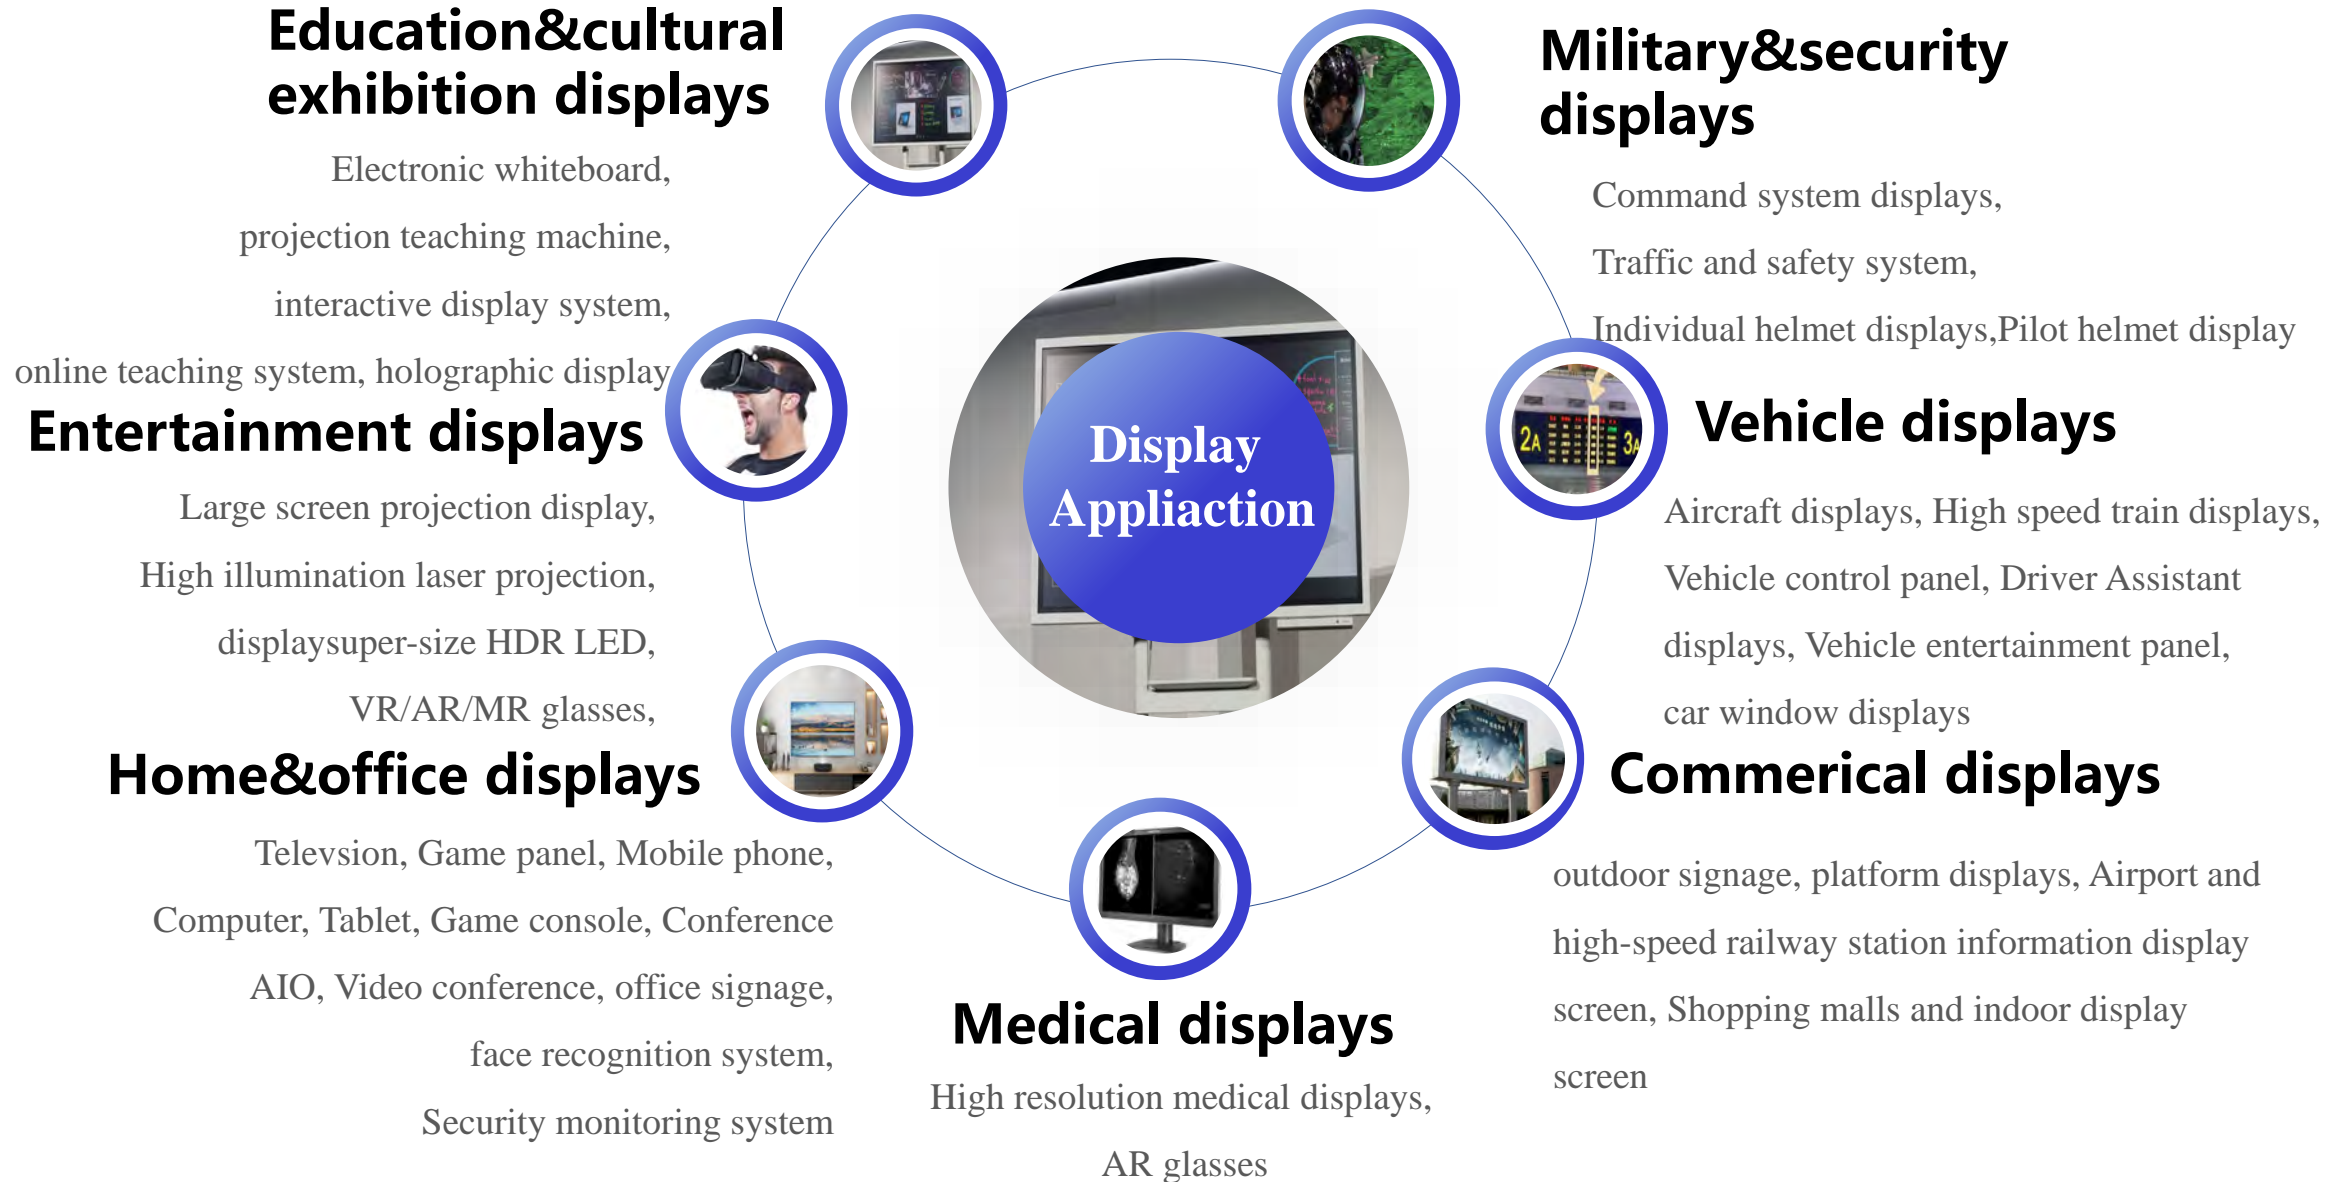 Education&cultural
exhibition displays
Electronic whiteboard,
projection teaching machine,
interactive display system,
online teaching system, holographic display
Entertainment displays
Large screen projection display,
High illumination laser projection,
displaysuper-size HDR LED,
VR/AR/MR glasses,
Home&office displays
Televsion, Game panel, Mobile phone,
Computer, Tablet, Game console, Conference
AIO, Video conference, office signage,
face recognition system,
Security monitoring system
Display
Appliaction
Medical displays
High resolution medical displays,
AR glasses
Military&security
displays
Command system displays,
Traffic and safety system,
Individual helmet displays,Pilot helmet display
2A
3A
Vehicle displays
Aircraft displays, High speed train displays,
Vehicle control panel, Driver Assistant
displays, Vehicle entertainment panel,
car window displays
Commerical displays
outdoor signage, platform displays, Airport and
high-speed railway station information display
screen, Shopping malls and indoor display
screen